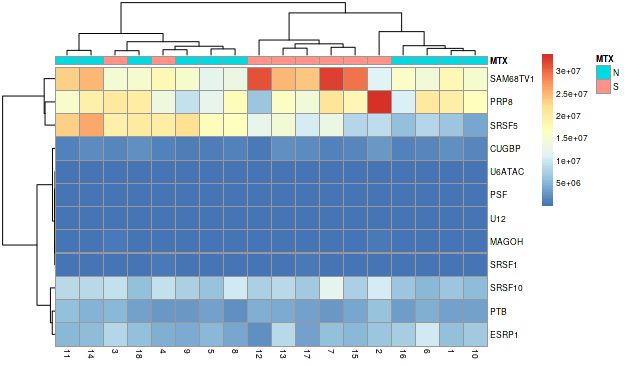 MTX
SAM68TV1
PRP8
SRSF5
CUGBP
U6ATAC
PSF
U12
MAGOH
SRSF1
SRSF10
PTB
ESRP1
11 14 3 18 4 9 5 8 12 13 17 7 15 2 16 6 1 10
3e+07
2.5e+07
2e+07
1.5e+07
1e+07
5e+06
MTX
N
S